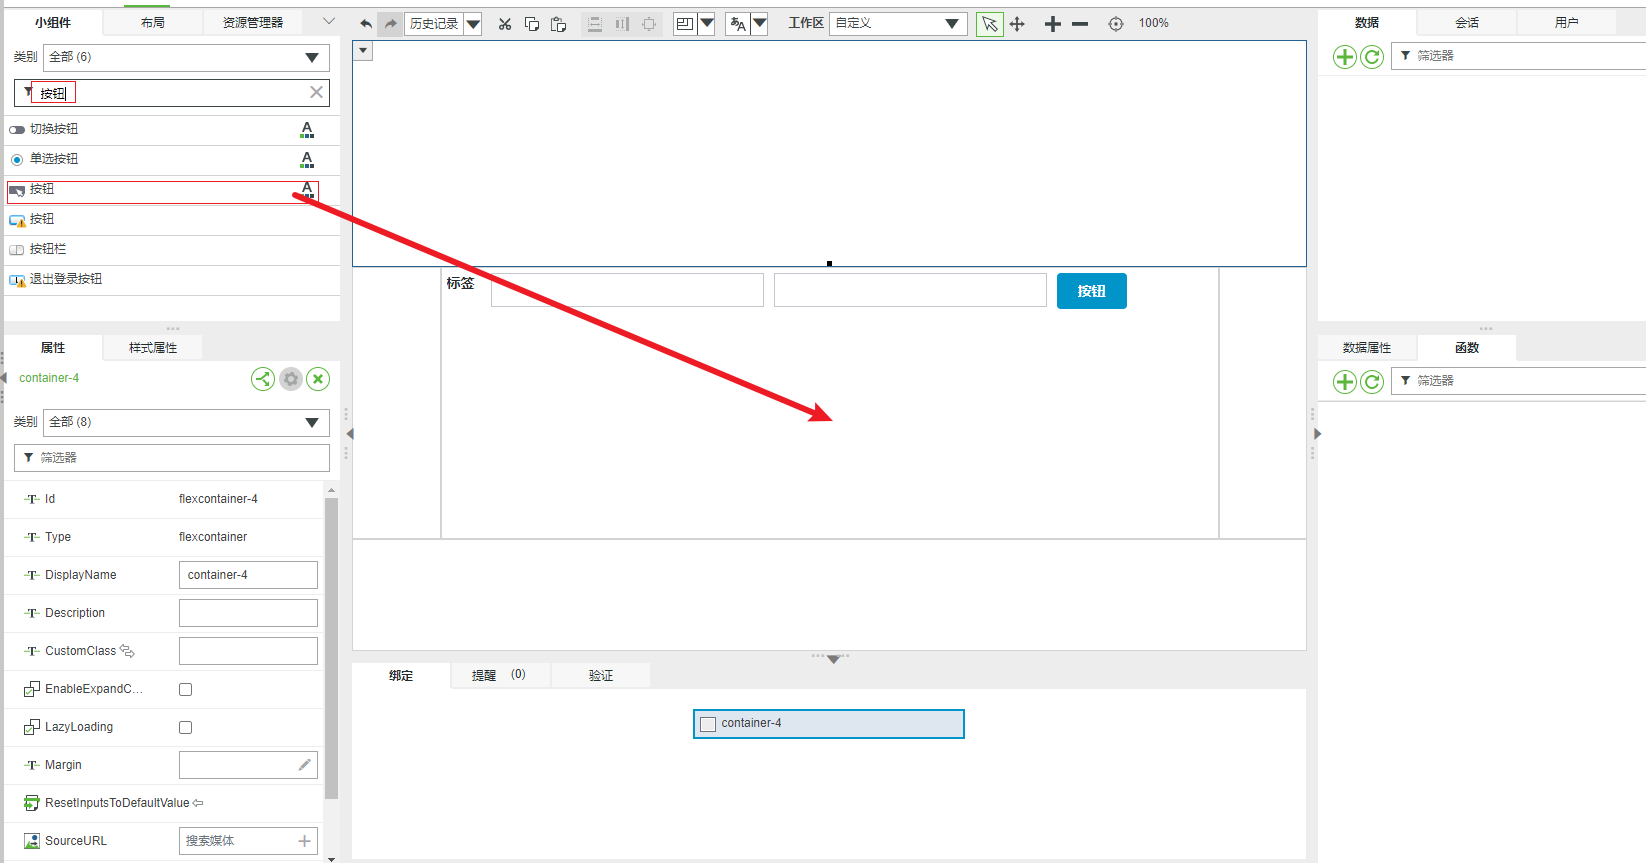 小组件
布局
资源管理器
历史记录
工作区
自定义
100%
数据
会话
用户
类别
全部 (6)
按钮
切换按钮
单选按钮
按钮
按钮
按钮栏
退出登录按钮
筛选器
标签
按钮
属性
样式属性
container-4
类别
全部 (8)
筛选器
Id
flexcontainer-4
Type
flexcontainer
DisplayName
container-4
Description
CustomClass
EnableExpandC...
LazyLoading
Margin
ResetInputsToDefaultValue
SourceURL
搜索媒体
绑定
提醒 (0)
验证
container-4
数据属性
函数
筛选器